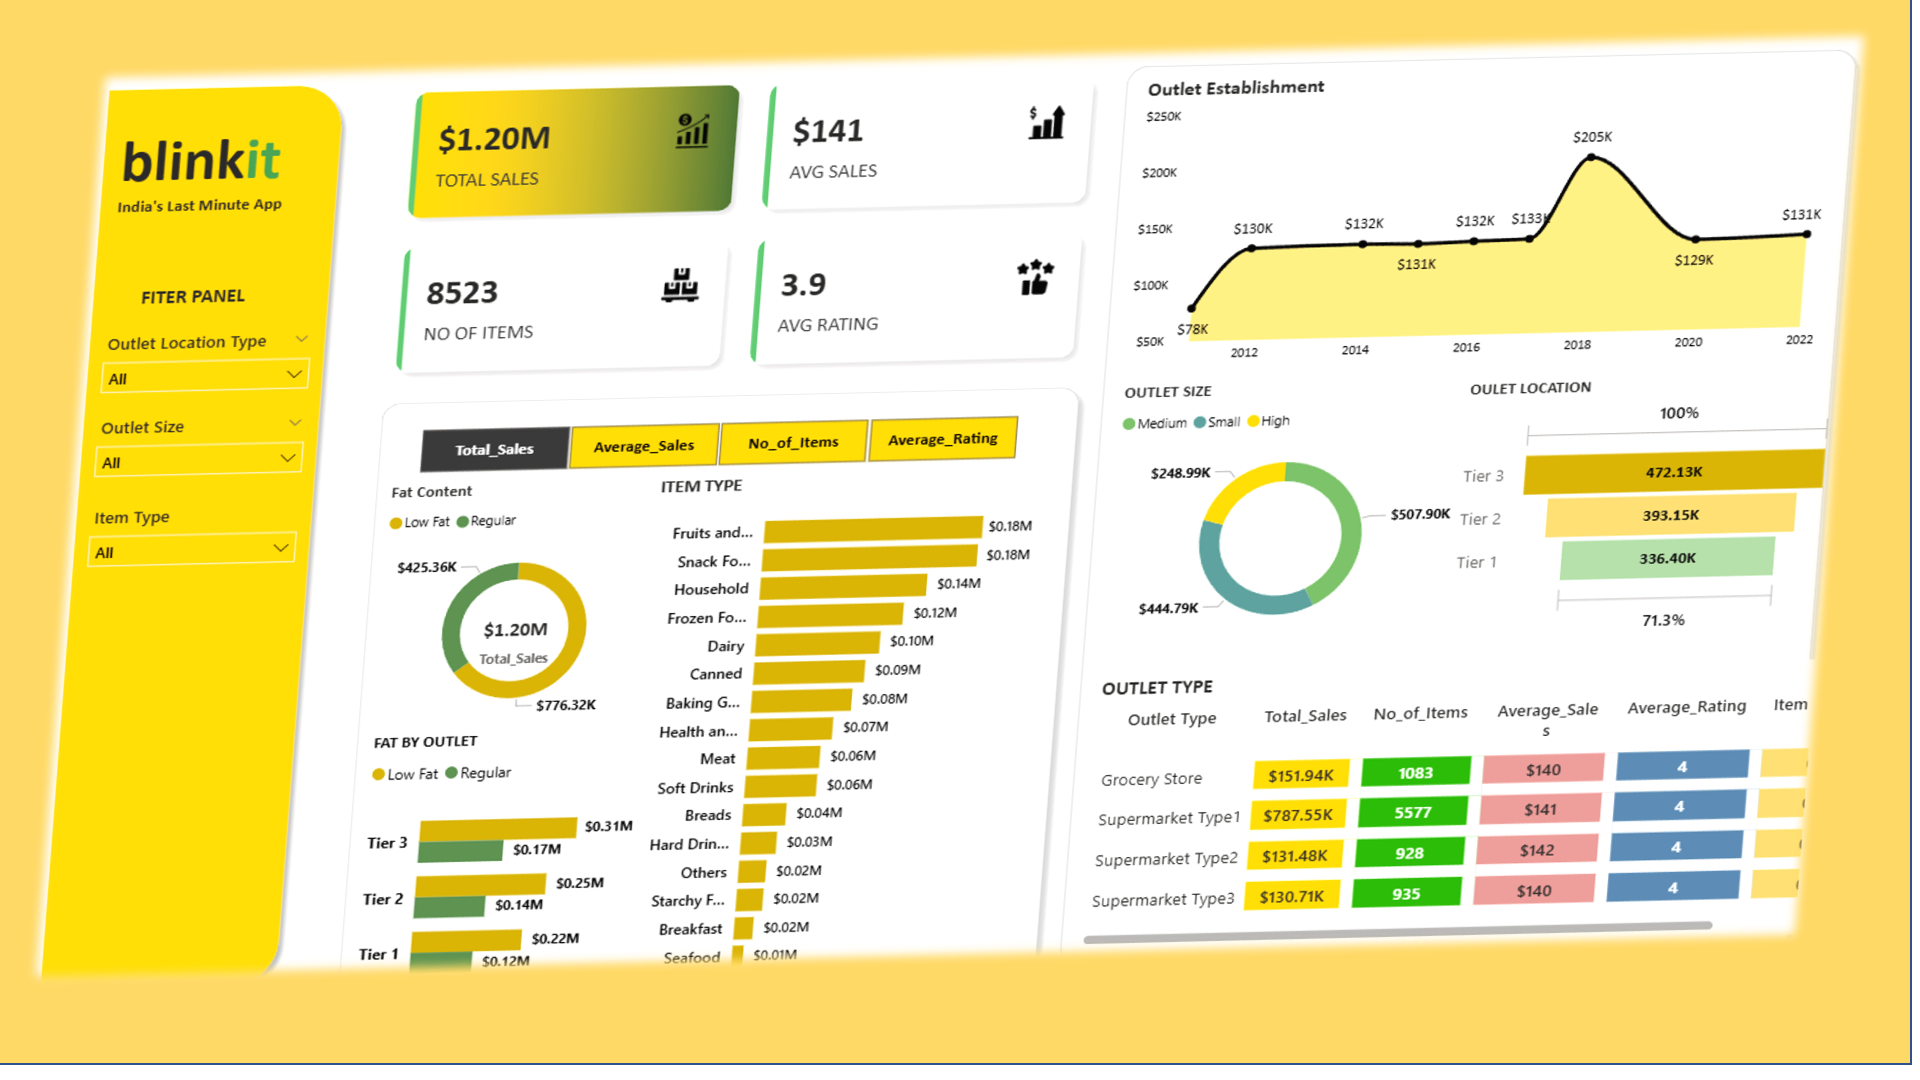 blinkit
India's Last Minute App
FITER PANEL
Outlet Location Type
All
Outlet Size
All
Item Type
All
$1.20M
TOTAL SALES
$141
AVG SALES
8523
NO OF ITEMS
3.9
AVG RATING
Total_Sales
Average_Sales
No_of_Items
Average_Rating
Fat Content
Low Fat Regular
$425.36K
$1.20M
Total_Sales
$776.32K
FAT BY OUTLET
Low Fat Regular
Tier 3 $0.31M
$0.17M
Tier 2 $0.25M
$0.14M
Tier 1 $0.22M
$0.12M
ITEM TYPE
Fruits and... $0.18M
Snack Fo... $0.18M
Household $0.14M
Frozen Fo... $0.12M
Dairy $0.10M
Canned $0.09M
Baking G... $0.08M
Health an... $0.07M
Meat $0.06M
Soft Drinks $0.06M
Breads $0.04M
Hard Drin... $0.03M
Others $0.02M
Starchy F... $0.02M
Breakfast $0.02M
Seafood $0.01M
Outlet Establishment
$250K
$200K
$150K
$100K
$50K
$78K
$130K
$132K
$131K
$132K
$133K
$205K
$129K
$131K
2012 2014 2016 2018 2020 2022
OUTLET SIZE
Medium Small High
$248.99K
$507.90K
$444.79K
OULET LOCATION
100%
Tier 3 472.13K
Tier 2 393.15K
Tier 1 336.40K
71.3%
OUTLET TYPE
Outlet Type Total_Sales No_of_Items Average_Sale Average_Rating Item
s
Grocery Store $151.94K 1083 $140 4
Supermarket Type1 $787.55K 5577 $141 4
Supermarket Type2 $131.48K 928 $142 4
Supermarket Type3 $130.71K 935 $140 4